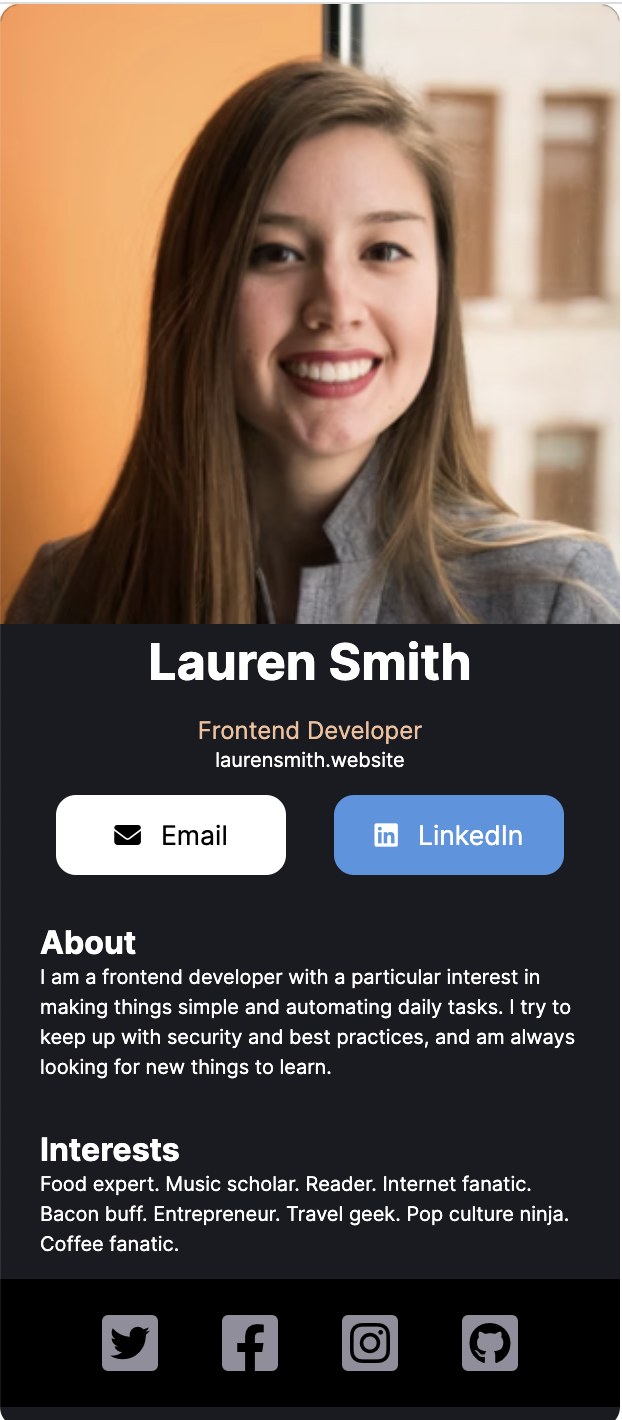 Lauren Smith
Frontend Developer
laurensmith.website
Email
LinkedIn
About
I am a frontend developer with a particular interest in
making things simple and automating daily tasks. I try to
keep up with security and best practices, and am always
looking for new things to learn.
Interests
Food expert. Music scholar. Reader. Internet fanatic.
Bacon buff. Entrepreneur. Travel geek. Pop culture ninja.
Coffee fanatic.